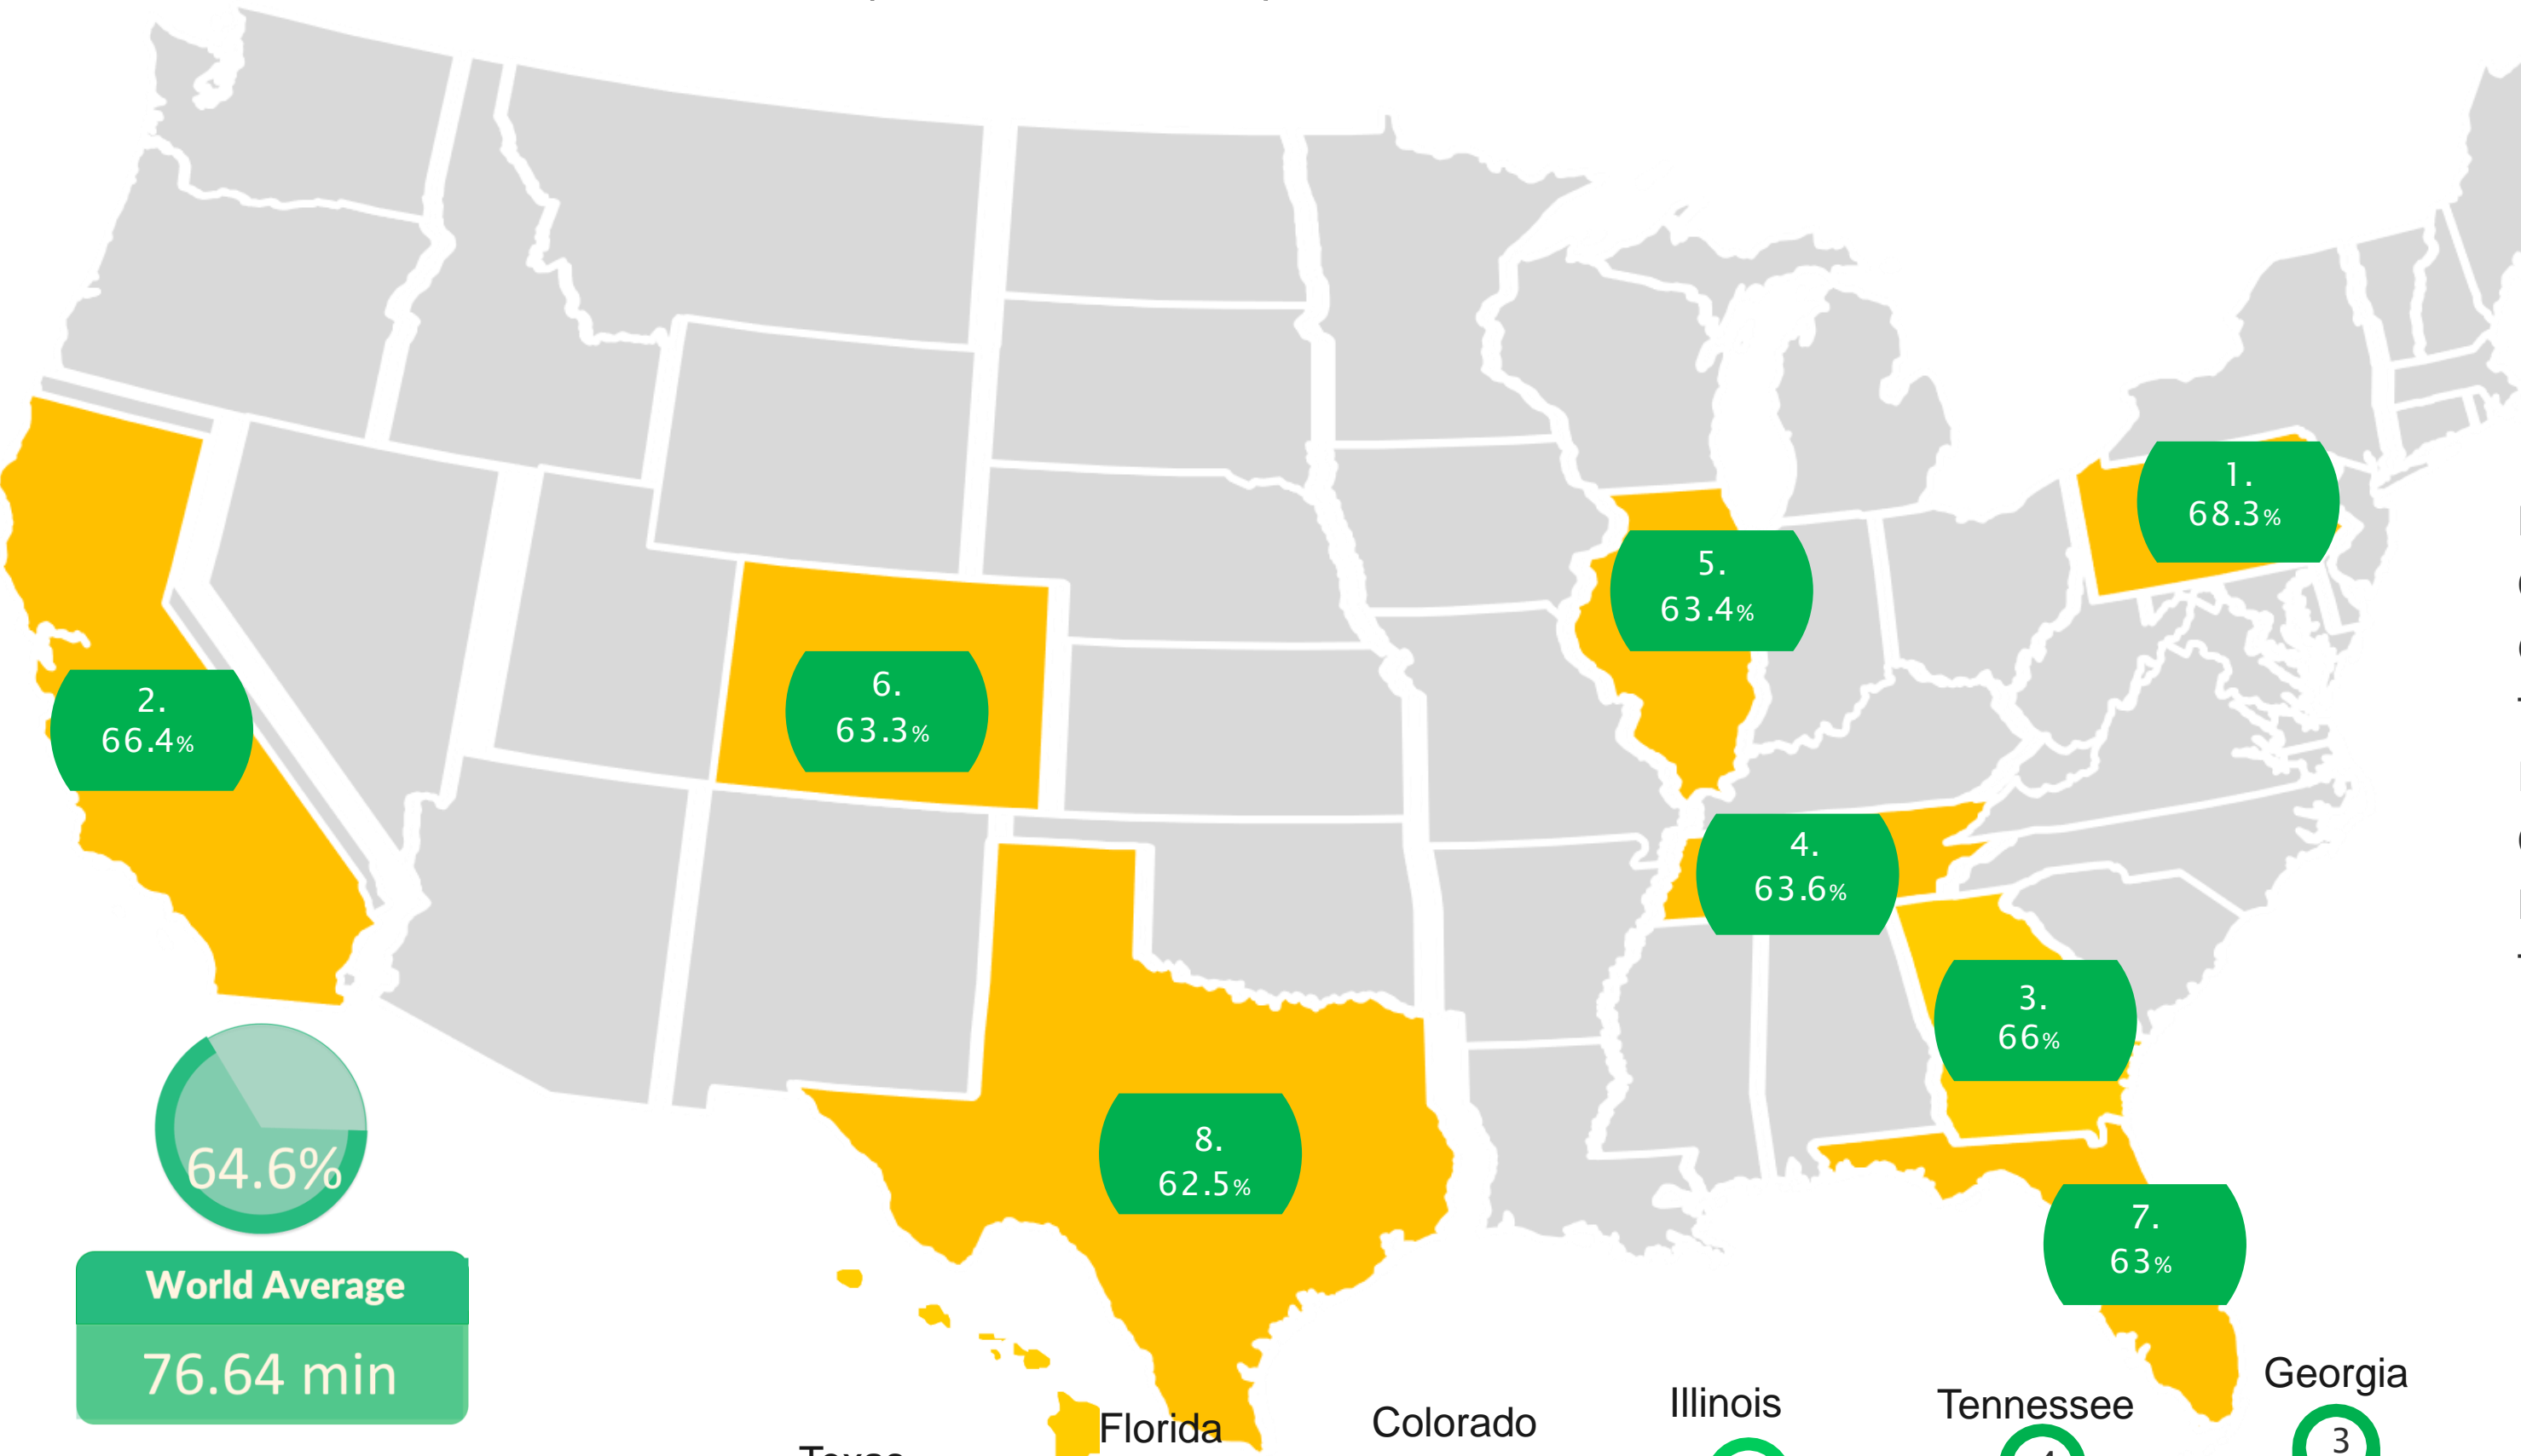 1.
68.3%
5.
63.4%
6.
63.3%
2.
66.4%
4.
63.6%
3.
66%
8.
62.5%
64.6%
7.
63%
World Average
76.64 min
Georgia
Illinois
Tennessee
Florida
Colorado
3